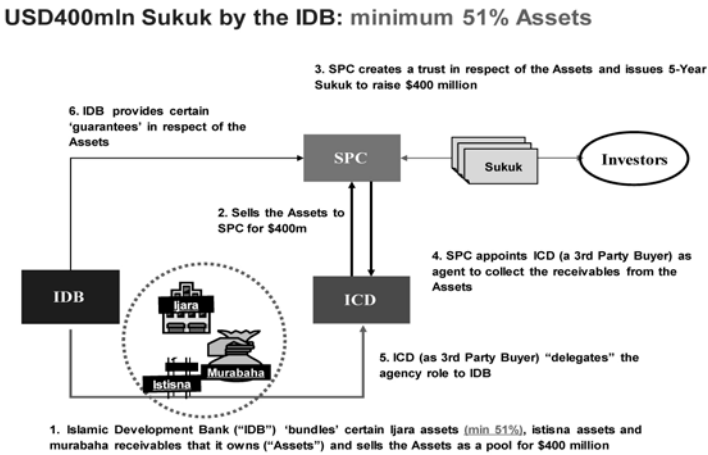 USD400mln Sukuk by the IDB: minimum 51% Assets
3. SPC creates a trust in respect of the Assets and issues 5-Year
Sukuk to raise $400 million
6. IDB provides certain
‘guarantees’ in respect of the
Assets
SPC
Sukuk
Investors
2. Sells the Assets to
SPC for $400m
4. SPC appoints ICD (a 3rd Party Buyer) as
agent to collect the receivables from the
Assets
IDB
Ijara
ICD
Murabaha
Istisna
5. ICD (as 3rd Party Buyer) “delegates” the
agency role to IDB
1. Islamic Development Bank (“IDB”) ‘bundles’ certain Ijara assets (min 51%), istisna assets and
murabaha receivables that it owns (“Assets”) and sells the Assets as a pool for $400 million